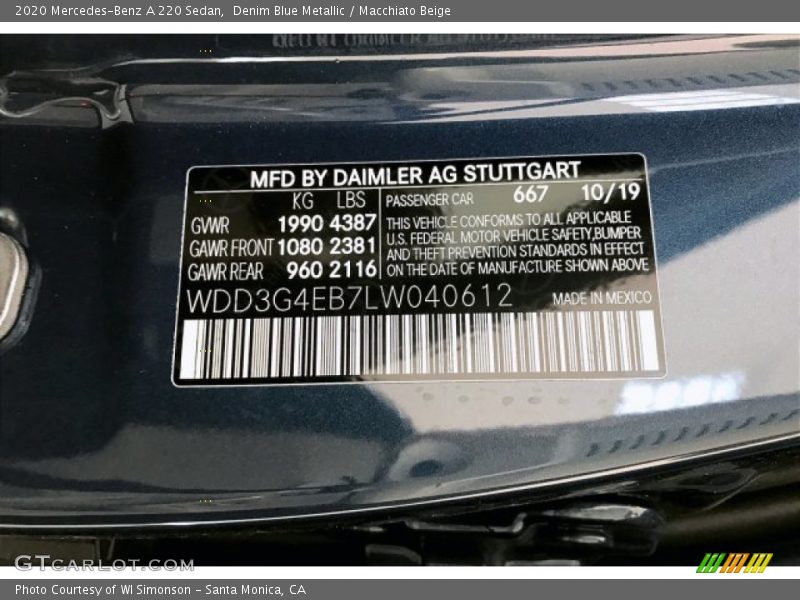 2020 Mercedes-Benz A 220 Sedan, Denim Blue Metallic / Macchiato Beige
MFD BY DAIMLER AG STUTTGART
KG LBS PASSENGER CAR 667 10/19
GVWR 1990 4387
GAWR FRONT 1080 2381
GAWR REAR 960 2116
THIS VEHICLE CONFORMS TO ALL APPLICABLE
U.S. FEDERAL MOTOR VEHICLE SAFETY,BUMPER
AND THEFT PREVENTION STANDARDS IN EFFECT
ON THE DATE OF MANUFACTURE SHOWN ABOVE
WDD3G4EB7LW040612 MADE IN MEXICO
GTCARLOT.COM
Photo Courtesy of WI Simonson - Santa Monica, CA